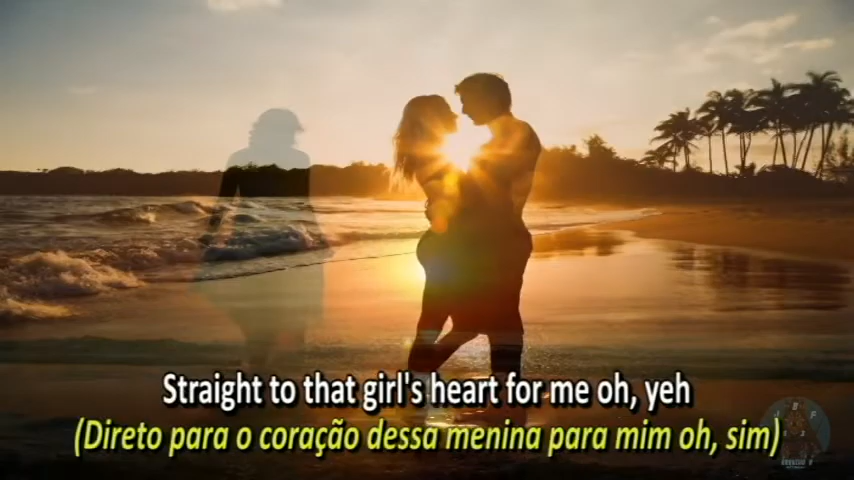 Straight to that girl's heart for me oh, yeh
(Direto para o coração dessa menina para mim oh, sim)
J B F